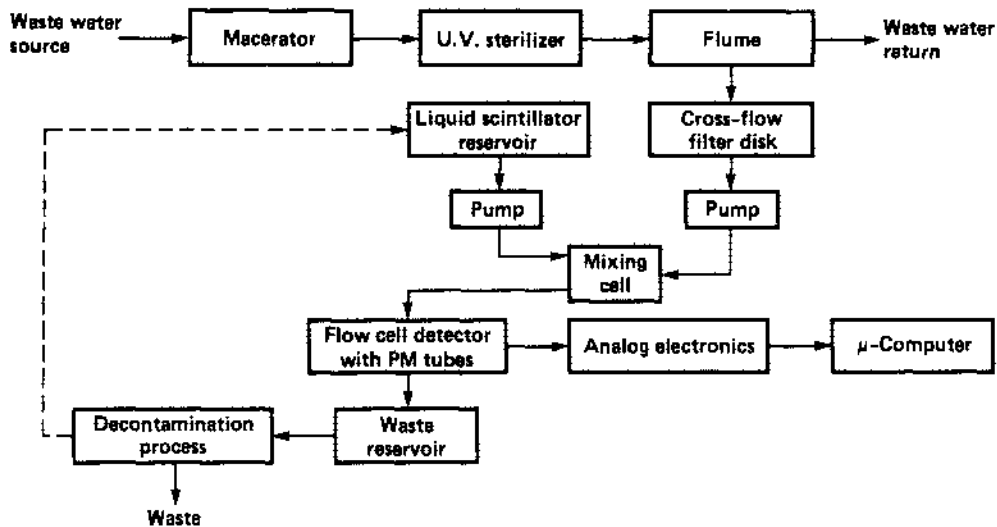 Waste water
source
Macerator
U.V. sterilizer
Flume
Waste water
return
Liquid scintillator
reservoir
Cross-flow
filter disk
Pump
Pump
Mixing
cell
Flow cell detector
with PM tubes
Analog electronics
μ-Computer
Decontamination
process
Waste
reservoir
Waste